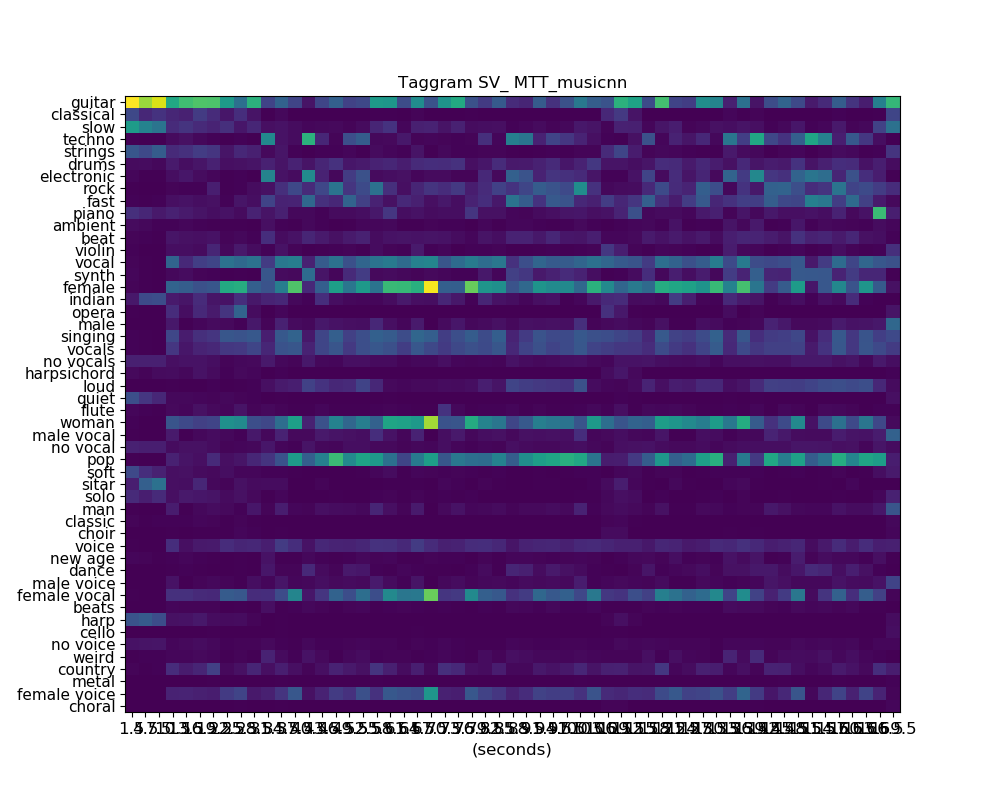 Taggram SV_ MTT_musicnn
guitar
classical
slow
techno
strings
drums
electronic
rock
fast
piano
ambient
beat
violin
vocal
synth
female
indian
opera
male
singing
vocals
no vocals
harpsichord
loud
quiet
flute
woman
male vocal
no vocal
pop
soft
sitar
solo
man
classic
choir
voice
new age
dance
male voice
female vocal
beats
harp
cello
no voice
weird
country
metal
female voice
choral
(seconds)